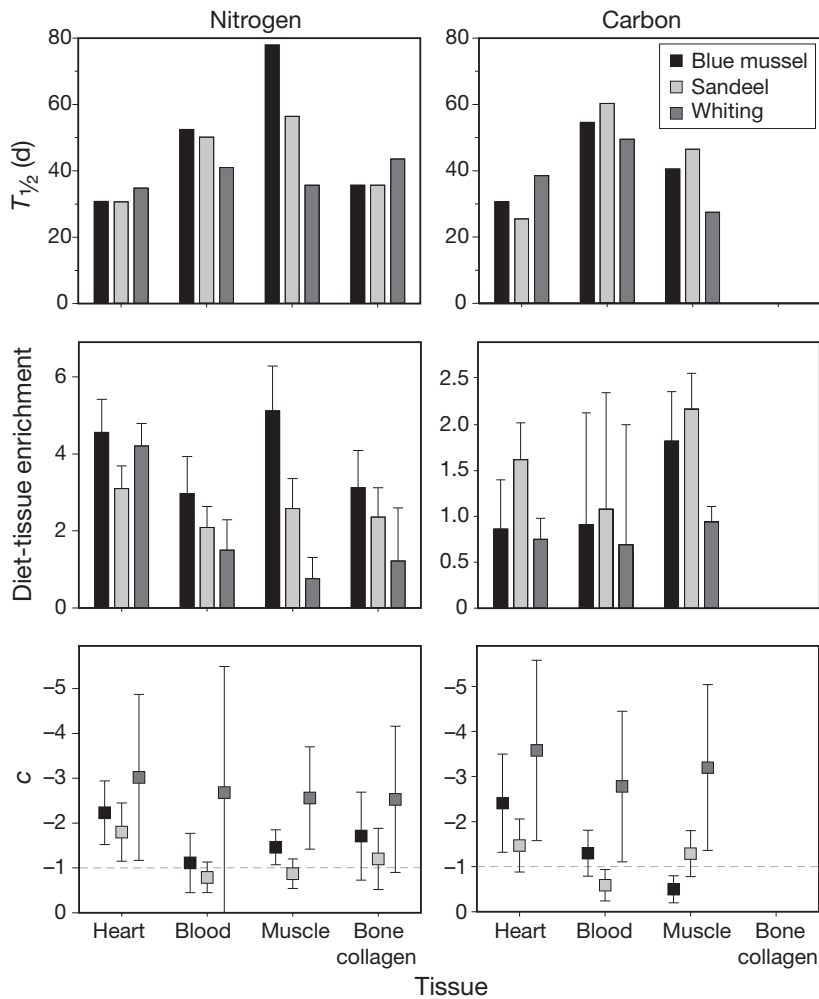 Nitrogen
Carbon
T½ (d)
80
60
40
20
0
80
60
40
20
0
Blue mussel
Sandeel
Whiting
Diet-tissue enrichment
6
4
2
0
2.5
2.0
1.5
1.0
0.5
0
c
–5
–4
–3
–2
–1
0
–5
–4
–3
–2
–1
0
Heart Blood Muscle Bone
collagen
Heart Blood Muscle Bone
collagen
Tissue